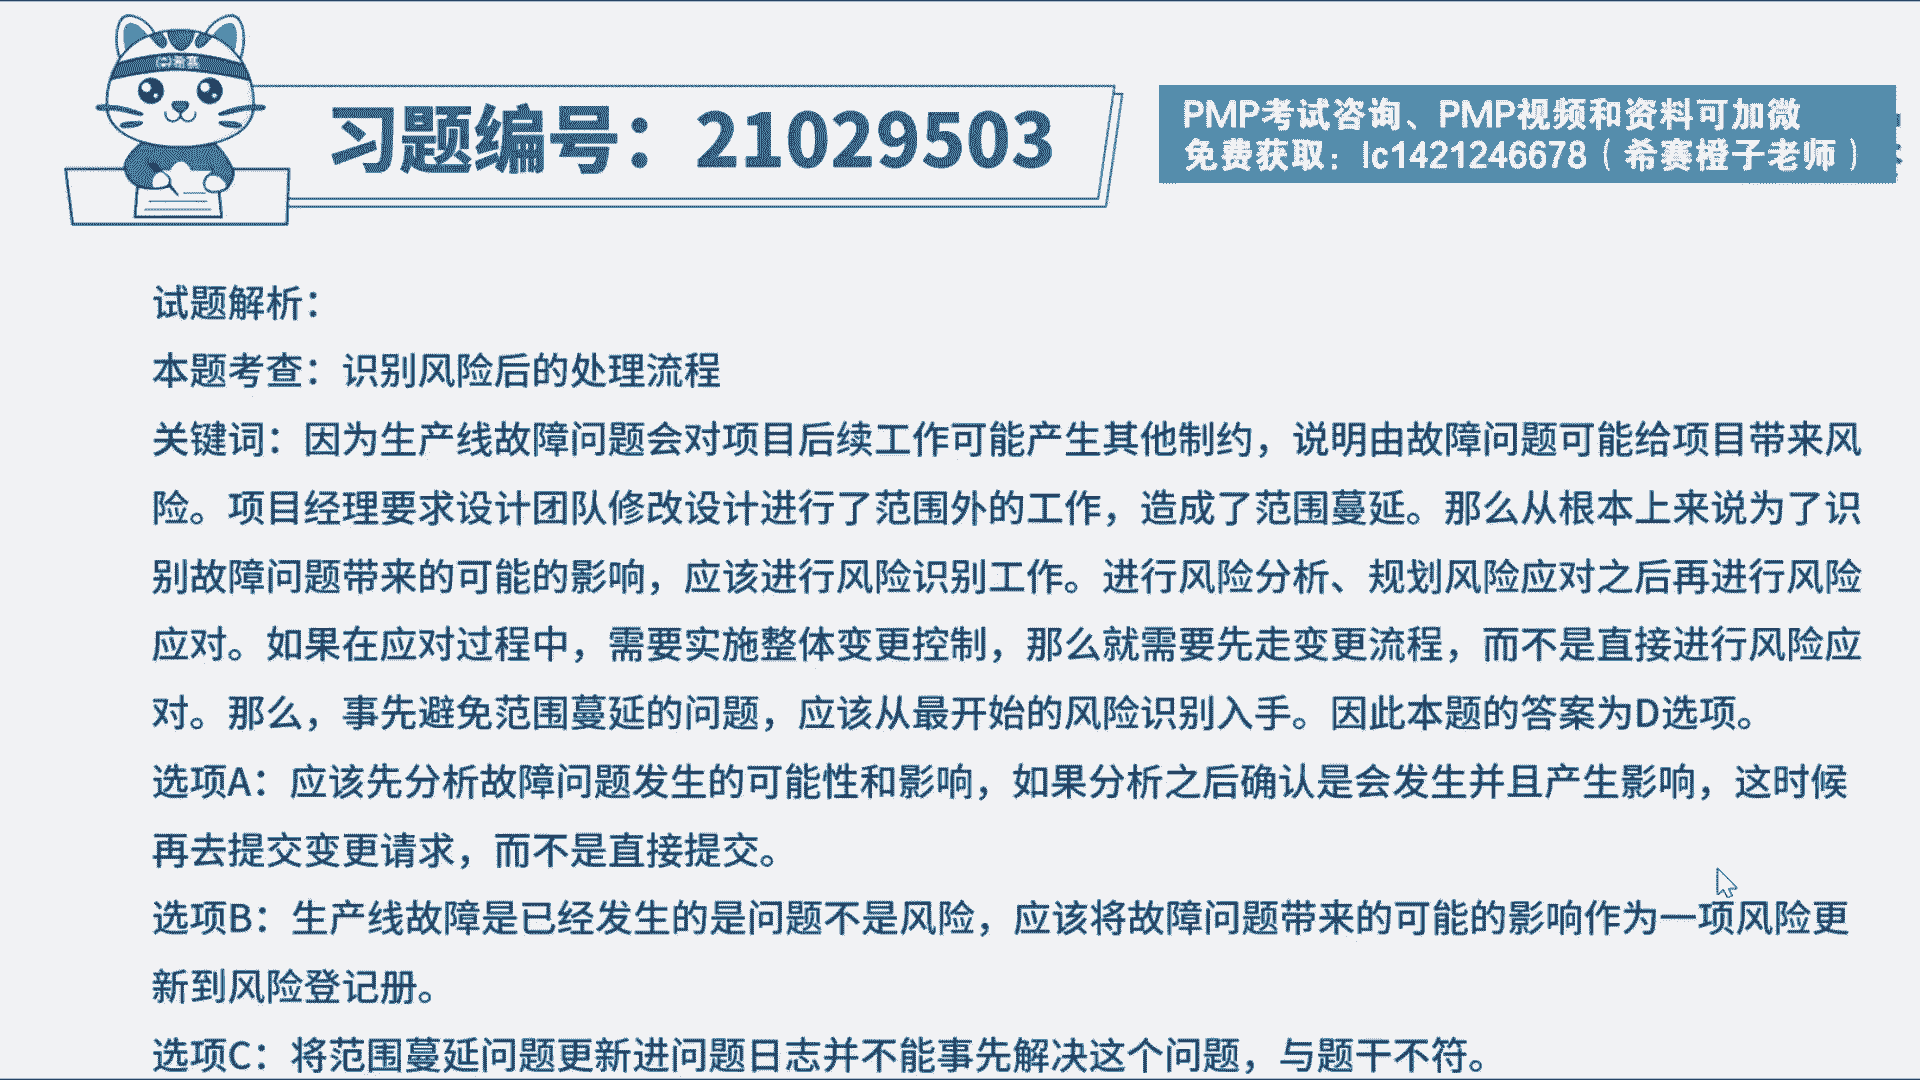 希赛
习题编号：21029503
PMP考试咨询、PMP视频和资料可加微
免费获取：lc1421246678（希赛橙子老师）
试题解析：
本题考查：识别风险后的处理流程
关键词：因为生产线故障问题会对项目后续工作可能产生其他制约，说明由故障问题可能给项目带来风
险。项目经理要求设计团队修改设计进行了范围外的工作，造成了范围蔓延。那么从根本上来说为了识
别故障问题带来的可能的影响，应该进行风险识别工作。进行风险分析、规划风险应对之后再进行风险
应对。如果在应对过程中，需要实施整体变更控制，那么就需要先走变更流程，而不是直接进行风险应
对。那么，事先避免范围蔓延的问题，应该从最开始的风险识别入手。因此本题的答案为D选项。
选项A：应该先分析故障问题发生的可能性和影响，如果分析之后确认是会发生并且产生影响，这时候
再去提交变更请求，而不是直接提交。
选项B：生产线故障是已经发生的是问题不是风险，应该将故障问题带来的可能的影响作为一项风险更
新到风险登记册。
选项C：将范围蔓延问题更新进问题日志并不能事先解决这个问题，与题干不符。